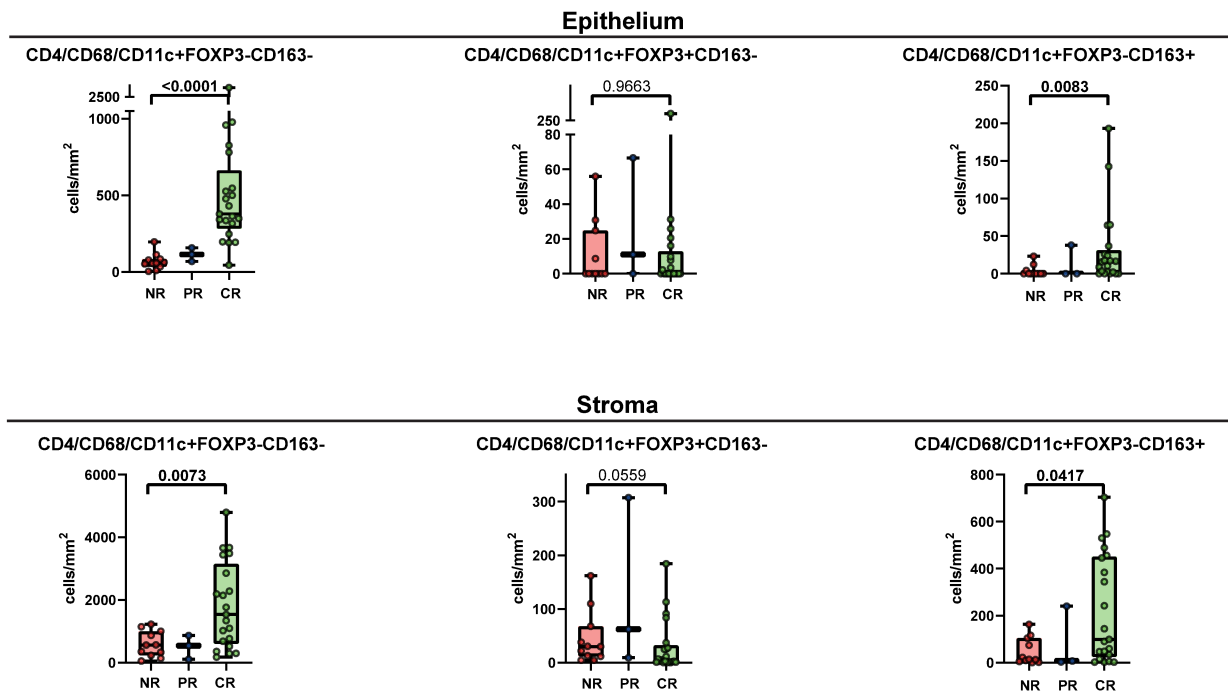 Epithelium
CD4/CD68/CD11c+FOXP3-CD163-
<0.0001
2500
1000
500
0
cells/mm²
NR PR CR
CD4/CD68/CD11c+FOXP3+CD163-
0.9663
250
80
60
40
20
0
cells/mm²
NR PR CR
CD4/CD68/CD11c+FOXP3-CD163+
0.0083
250
200
150
100
50
0
cells/mm²
NR PR CR
Stroma
CD4/CD68/CD11c+FOXP3-CD163-
0.0073
6000
4000
2000
0
cells/mm²
NR PR CR
CD4/CD68/CD11c+FOXP3+CD163-
0.0559
300
200
100
0
cells/mm²
NR PR CR
CD4/CD68/CD11c+FOXP3-CD163+
0.0417
800
600
400
200
0
cells/mm²
NR PR CR